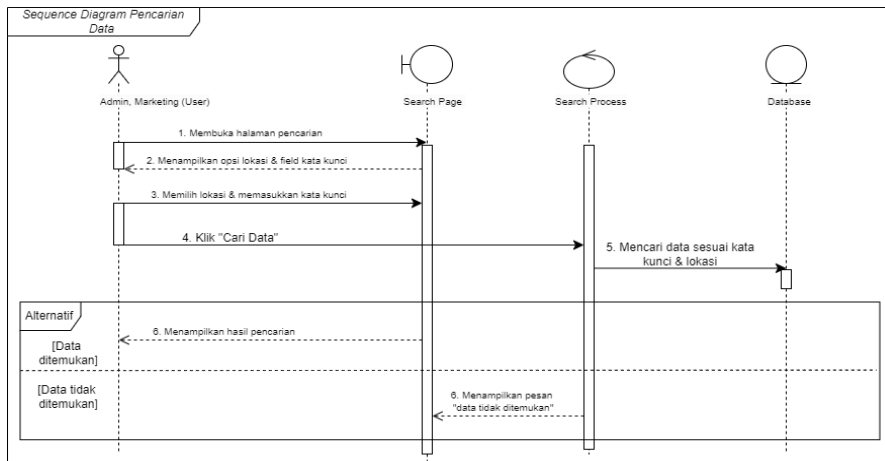 Sequence Diagram Pencarian
Data
Admin, Marketing (User)
Search Page
Search Process
Database
1. Membuka halaman pencarian
2. Menampilkan opsi lokasi & field kata kunci
3. Memilih lokasi & memasukkan kata kunci
4. Klik "Cari Data"
5. Mencari data sesuai kata
kunci & lokasi
Alternatif
6. Menampilkan hasil pencarian
[Data
ditemukan]
[Data tidak
ditemukan]
6. Menampilkan pesan
"data tidak ditemukan"